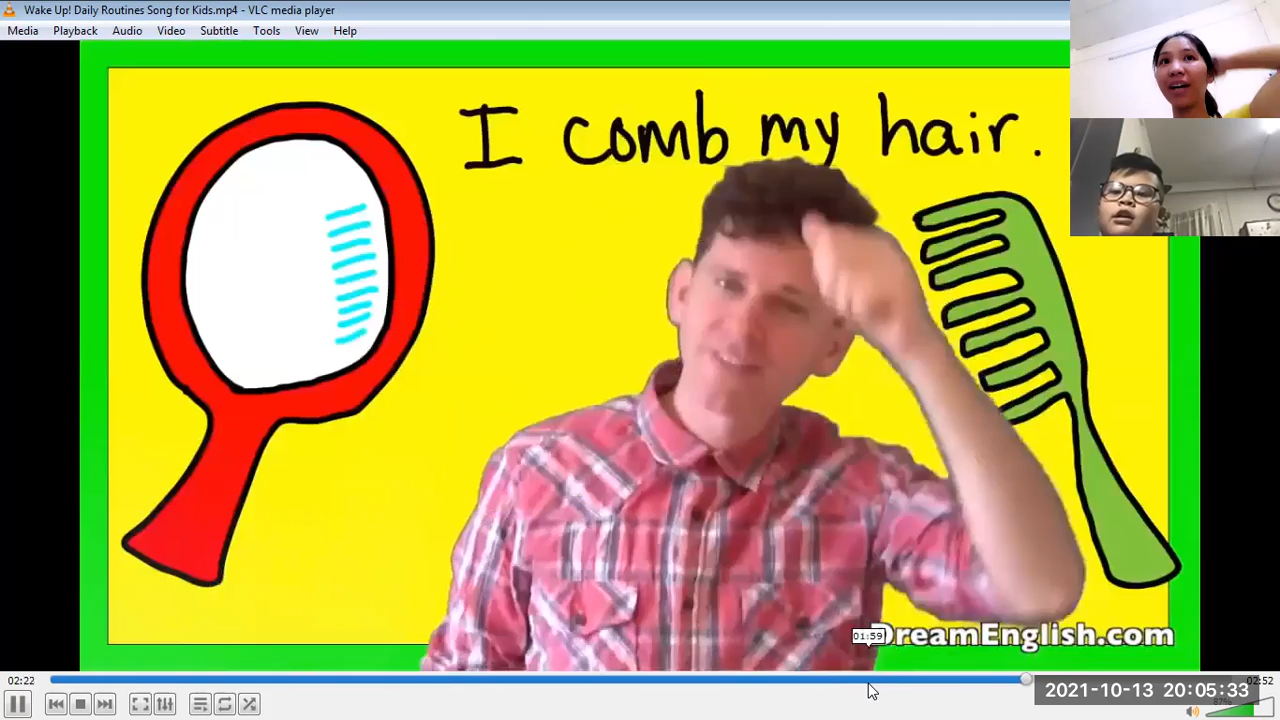 Wake Up! Daily Routines Song for Kids.mp4 - VLC media player
Media Playback Audio Video Subtitle Tools View Help
I comb my hair.
01:59
DreamEnglish.com
02:22
02:52
2021-10-13 20:05:33